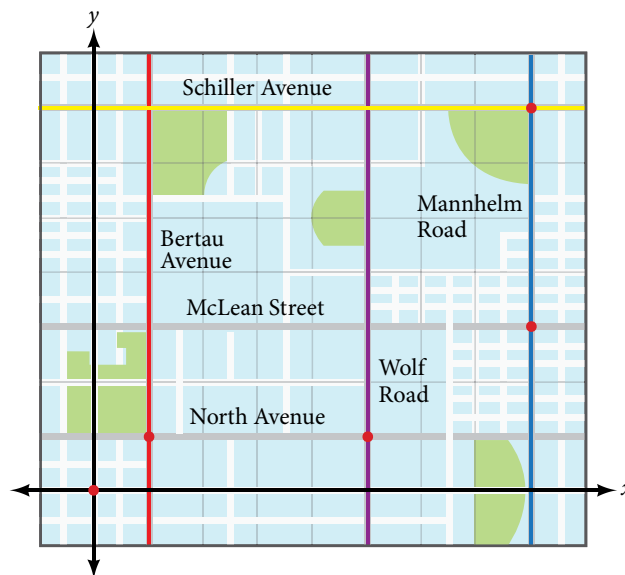 y
Schiller Avenue
Mannhelm
Road
Bertau
Avenue
McLean Street
Wolf
Road
North Avenue
x